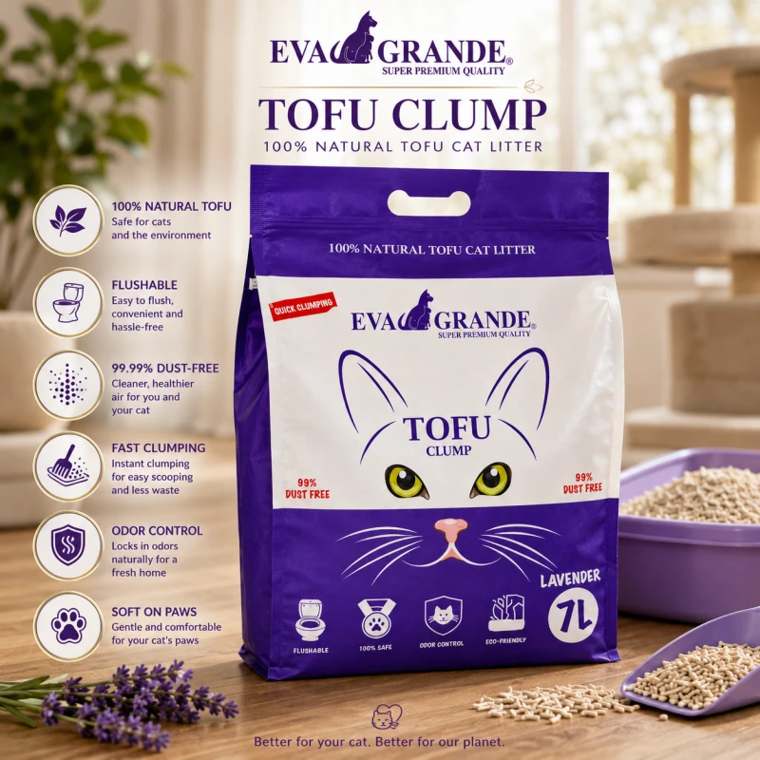 EVA GRANDE®
SUPER PREMIUM QUALITY
TOFU CLUMP
100% NATURAL TOFU CAT LITTER
100% NATURAL TOFU
Safe for cats
and the environment
FLUSHABLE
Easy to flush,
convenient and
hassle-free
99.99% DUST-FREE
Cleaner, healthier
air for you and
your cat
FAST CLUMPING
Instant clumping
for easy scooping
and less waste
ODOR CONTROL
Locks in odors
naturally for a
fresh home
SOFT ON PAWS
Gentle and comfortable
for your cat's paws
100% NATURAL TOFU CAT LITTER
QUICK CLUMPING
EVA GRANDE®
SUPER PREMIUM QUALITY
TOFU
CLUMP
99%
DUST FREE
99%
DUST FREE
LAVENDER
7L
FLUSHABLE
100% SAFE
ODOR CONTROL
ECO-FRIENDLY
Better for your cat. Better for our planet.